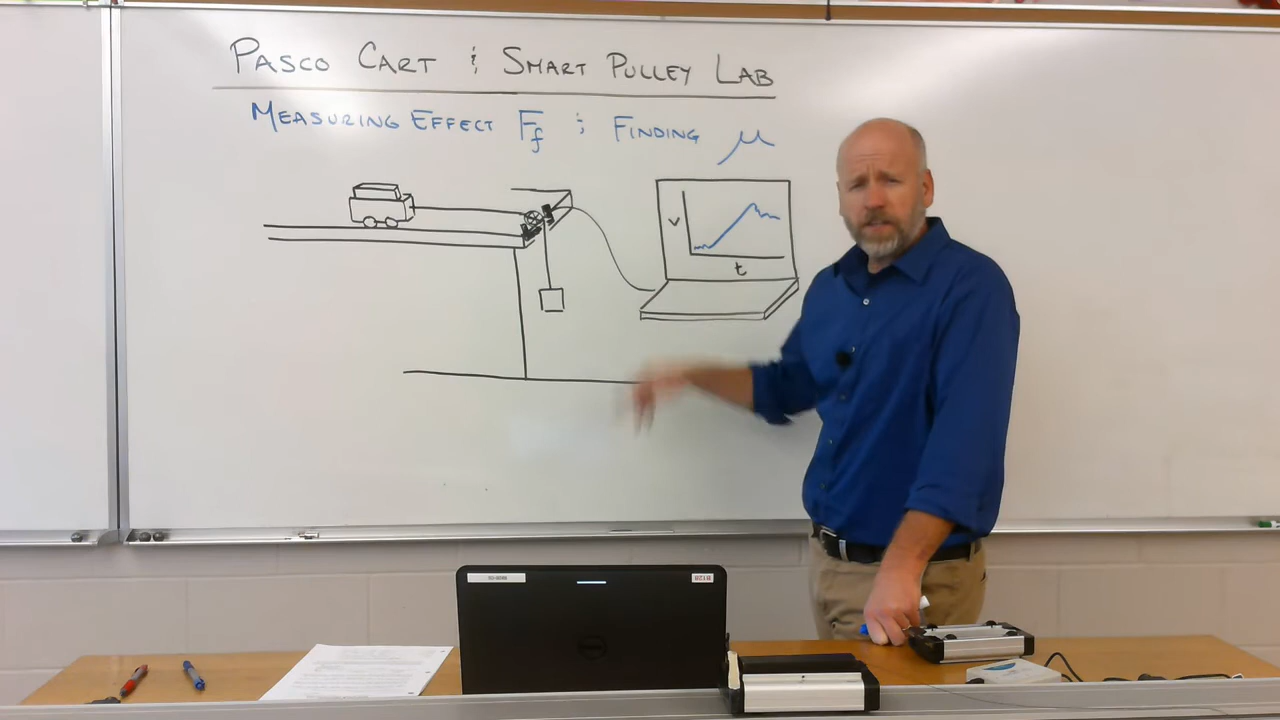 PASCO CART & SMART PULLEY LAB
MEASURING EFFECT Ff & FINDING μ
v
t